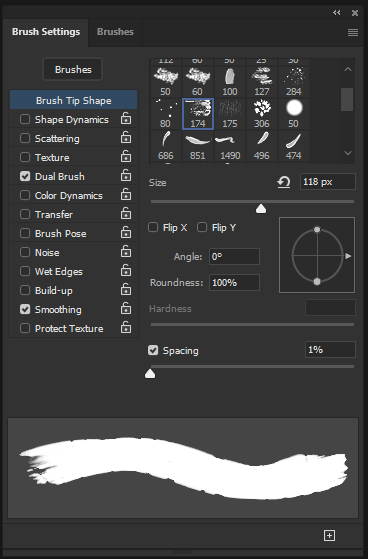 Brush Settings Brushes
Brushes
Brush Tip Shape
Shape Dynamics
Scattering
Texture
Dual Brush
Color Dynamics
Transfer
Brush Pose
Noise
Wet Edges
Build-up
Smoothing
Protect Texture
112 60 50 25 30
50 60 100 127 284
80 174 175 306 50
686 851 1490 496 474
Size 118 px
Flip X Flip Y
Angle: 0°
Roundness: 100%
Hardness
Spacing 1%